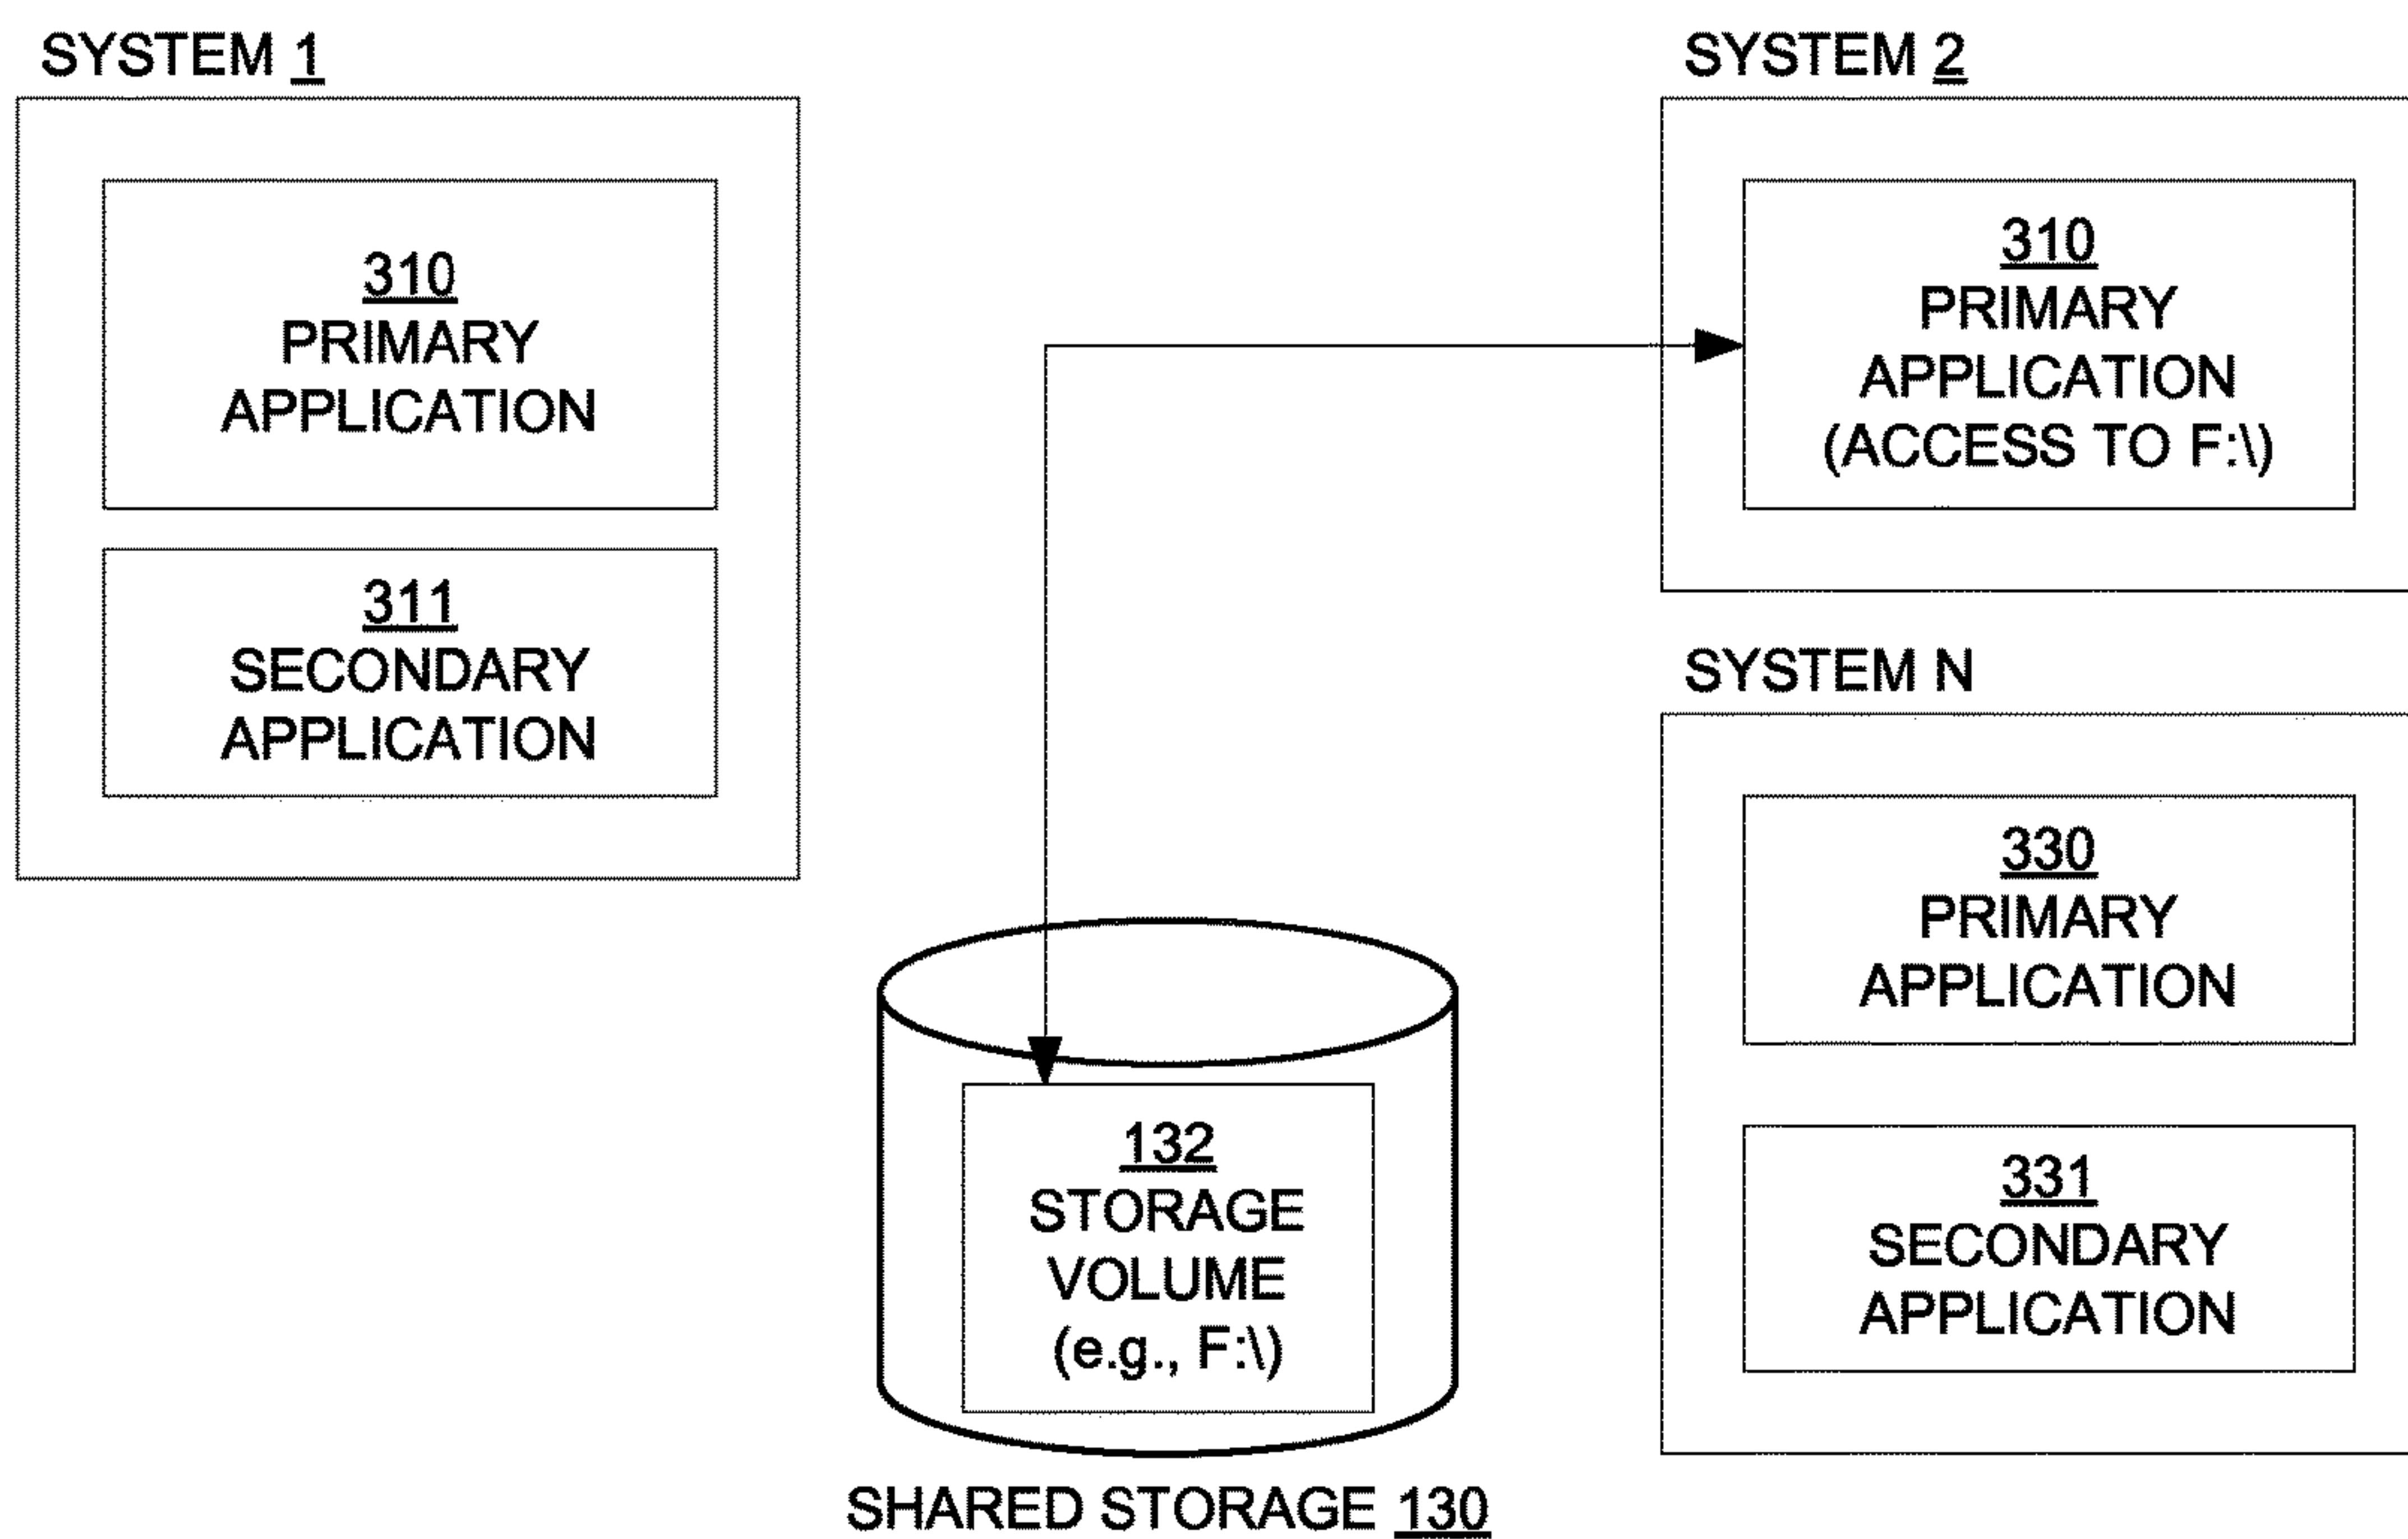 SYSTEM 1
310
PRIMARY
APPLICATION
311
SECONDARY
APPLICATION
SYSTEM 2
310
PRIMARY
APPLICATION
(ACCESS TO F:\)
SYSTEM N
330
PRIMARY
APPLICATION
331
SECONDARY
APPLICATION
132
STORAGE
VOLUME
(e.g., F:\)
SHARED STORAGE 130